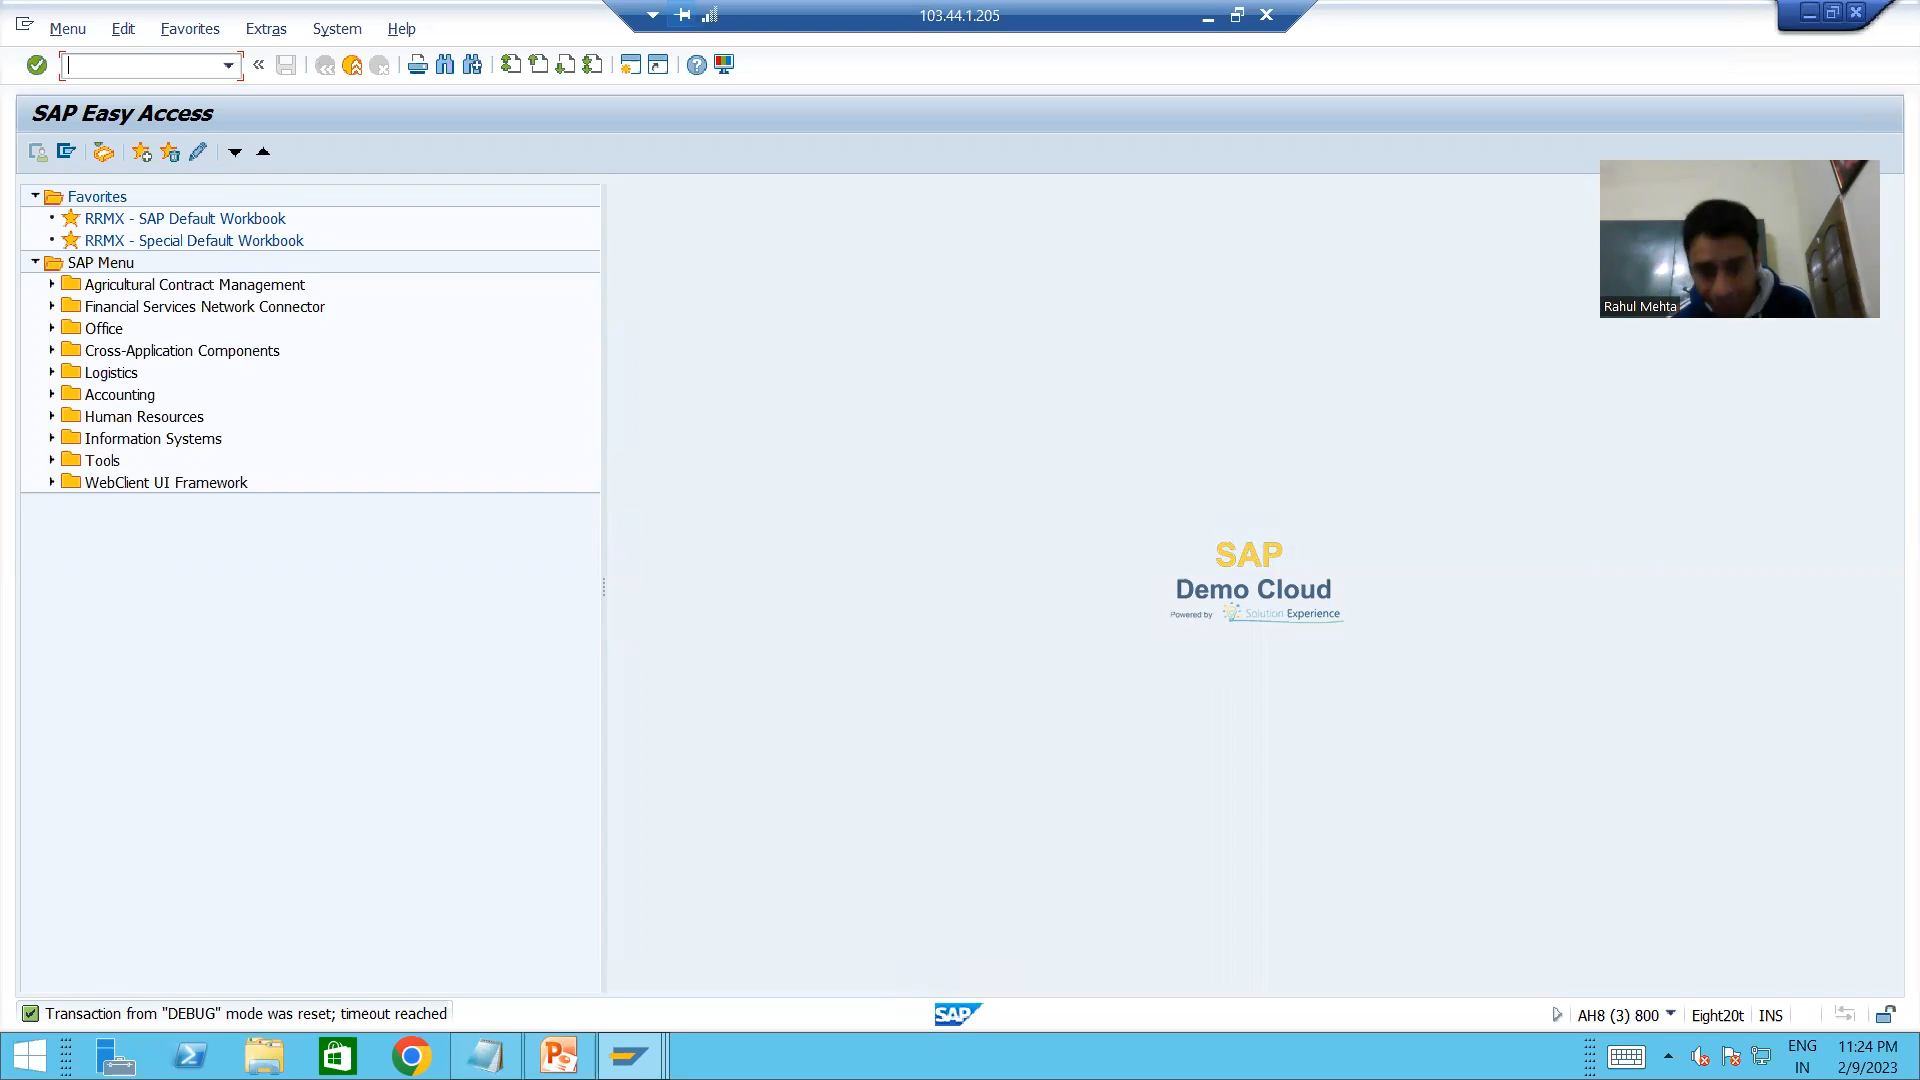 103.44.1.205
Menu Edit Favorites Extras System Help
SAP Easy Access
Favorites
RRMX - SAP Default Workbook
RRMX - Special Default Workbook
SAP Menu
Agricultural Contract Management
Financial Services Network Connector
Office
Cross-Application Components
Logistics
Accounting
Human Resources
Information Systems
Tools
WebClient UI Framework
Rahul Mehta
SAP
Demo Cloud
Powered by Solution Experience
Transaction from "DEBUG" mode was reset; timeout reached
SAP
AH8 (3) 800 Eight20t INS
ENG 11:24 PM
IN 2/9/2023